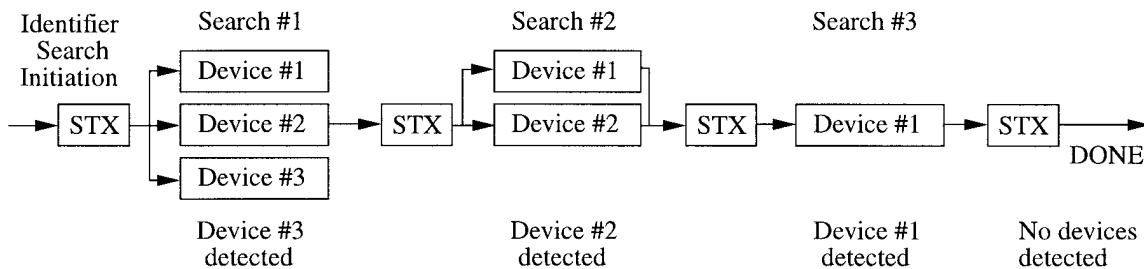 Identifier
Search
Initiation
Search #1
Search #2
Search #3
STX
Device #1
Device #2
Device #3
STX
Device #1
Device #2
STX
Device #1
STX
DONE
Device #3
detected
Device #2
detected
Device #1
detected
No devices
detected